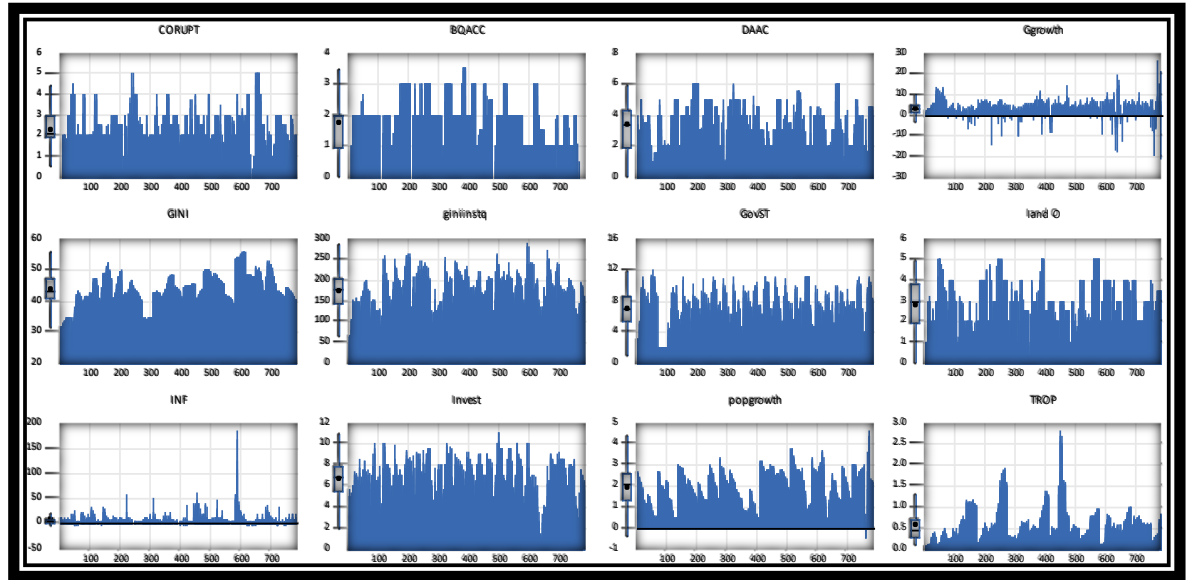 CORUPT BQACC DAAC Ggrowth
6 4 8 30
5 3 6 20
4 2 4 10
3 1 2 0
2 0 0 -10
1 -20
0 -30
100 200 300 400 500 600 700 100 200 300 400 500 600 700 100 200 300 400 500 600 700 100 200 300 400 500 600 700
GINI giniinstq GovST land O
60 300 16 6
50 250 12 5
40 200 8 4
30 150 4 3
20 100 0 2
50 1
0 0
100 200 300 400 500 600 700 100 200 300 400 500 600 700 100 200 300 400 500 600 700 100 200 300 400 500 600 700
INF Invest popgrowth TROP
200 12 5 3.0
150 10 4 2.5
100 8 3 2.0
50 6 2 1.5
0 4 1 1.0
-50 2 0 0.5
0 -1 0.0
100 200 300 400 500 600 700 100 200 300 400 500 600 700 100 200 300 400 500 600 700 100 200 300 400 500 600 700